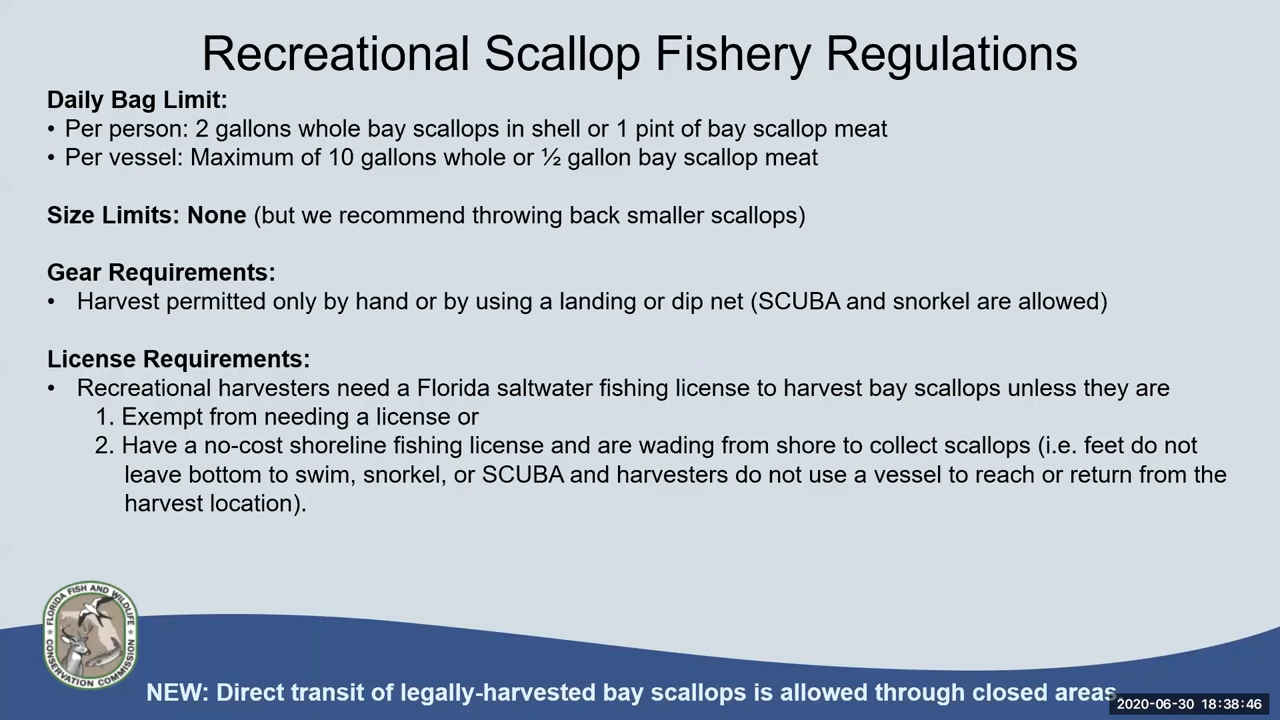 Recreational Scallop Fishery Regulations
Daily Bag Limit:
• Per person: 2 gallons whole bay scallops in shell or 1 pint of bay scallop meat
• Per vessel: Maximum of 10 gallons whole or ½ gallon bay scallop meat
Size Limits: None (but we recommend throwing back smaller scallops)
Gear Requirements:
• Harvest permitted only by hand or by using a landing or dip net (SCUBA and snorkel are allowed)
License Requirements:
• Recreational harvesters need a Florida saltwater fishing license to harvest bay scallops unless they are
1. Exempt from needing a license or
2. Have a no-cost shoreline fishing license and are wading from shore to collect scallops (i.e. feet do not
leave bottom to swim, snorkel, or SCUBA and harvesters do not use a vessel to reach or return from the
harvest location).
FLORIDA FISH AND WILDLIFE
CONSERVATION COMMISSION
NEW: Direct transit of legally-harvested bay scallops is allowed through closed areas.
2020-06-30 18:38:46